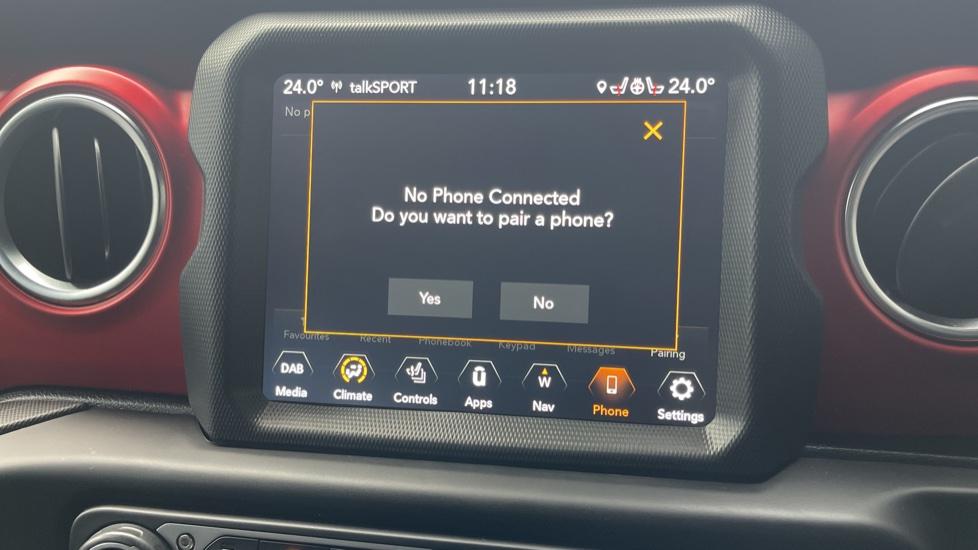 24.0° talkSPORT 11:18 24.0°
No p
No Phone Connected
Do you want to pair a phone?
Yes No
Favourites Recent Phonebook Keypad Messages Pairing
DAB ū W
Media Climate Controls Apps Nav Phone Settings